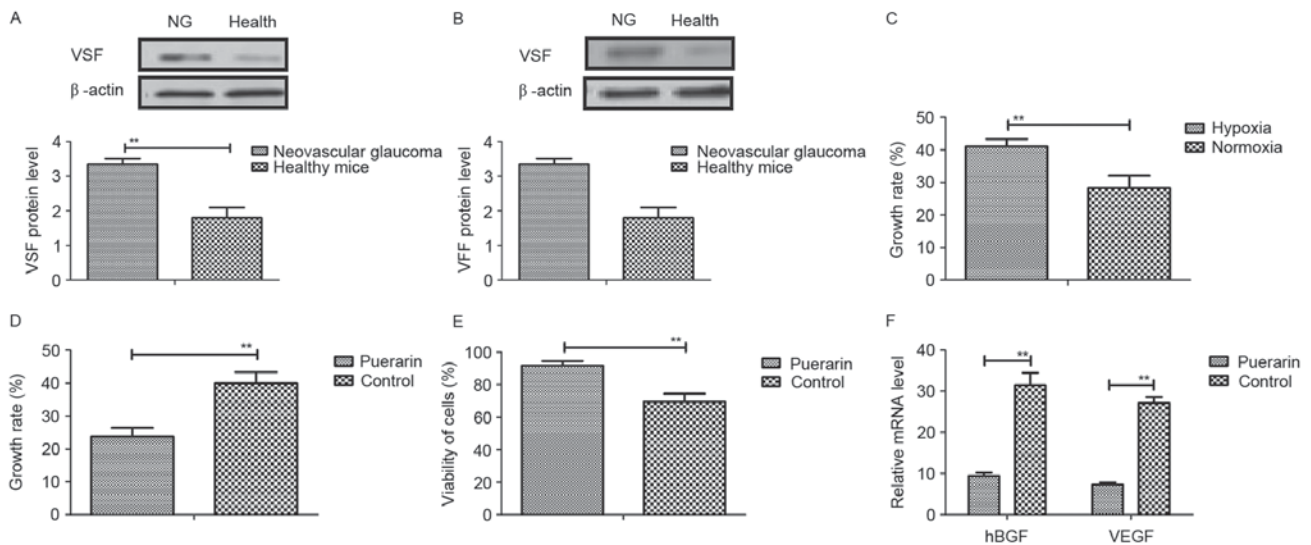 A
NG Health
VSF
β -actin
VSF protein level
4
3
2
1
0
**
Neovascular glaucoma
Healthy mice
B
NG Health
VSF
β -actin
VFF protein level
4
3
2
1
0
Neovascular glaucoma
Healthy mice
C
Growth rate (%)
50
40
30
20
10
0
**
Hypoxia
Normoxia
D
Growth rate (%)
50
40
30
20
10
0
**
Puerarin
Control
E
Viability of cells (%)
100
80
60
40
20
0
**
Puerarin
Control
F
Relative mRNA level
40
30
20
10
0
**
**
hBGF VEGF
Puerarin
Control